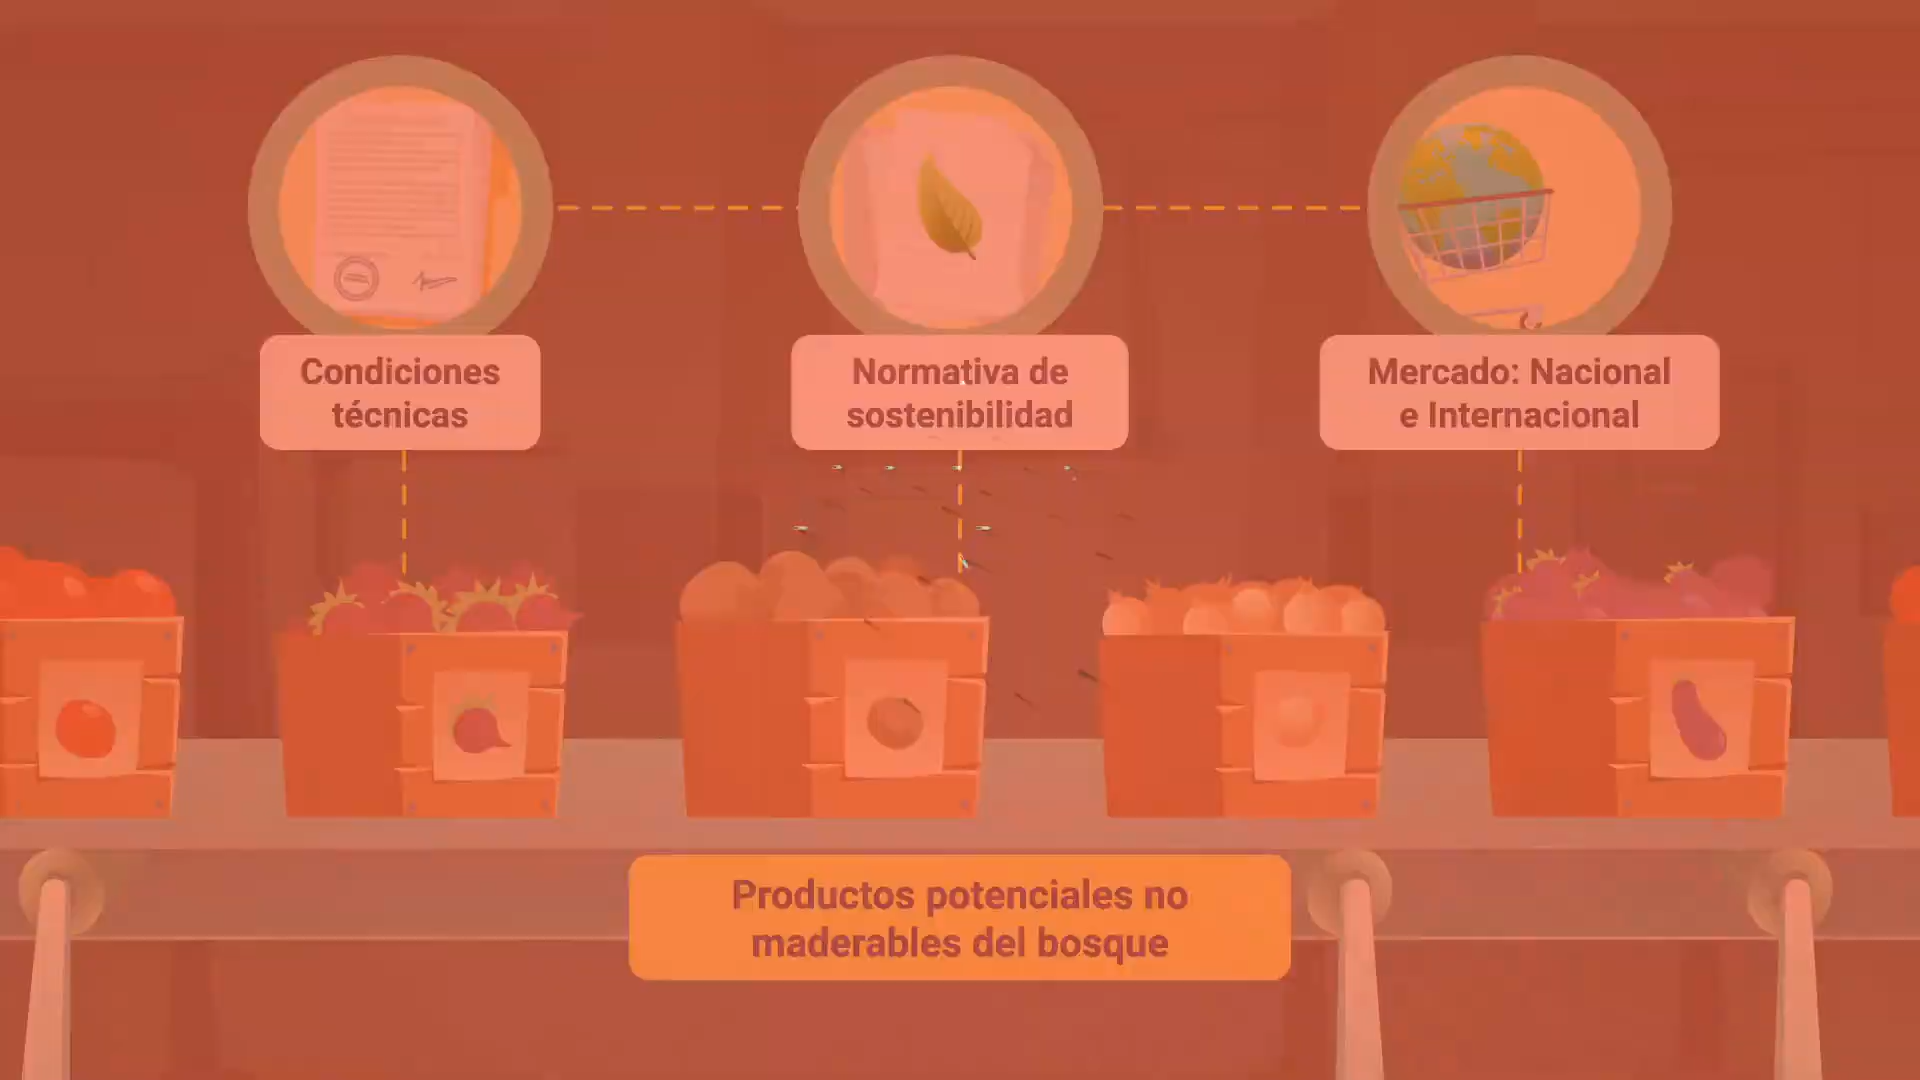 Condiciones
técnicas
Normativa de
sostenibilidad
Mercado: Nacional
e Internacional
Productos potenciales no
maderables del bosque